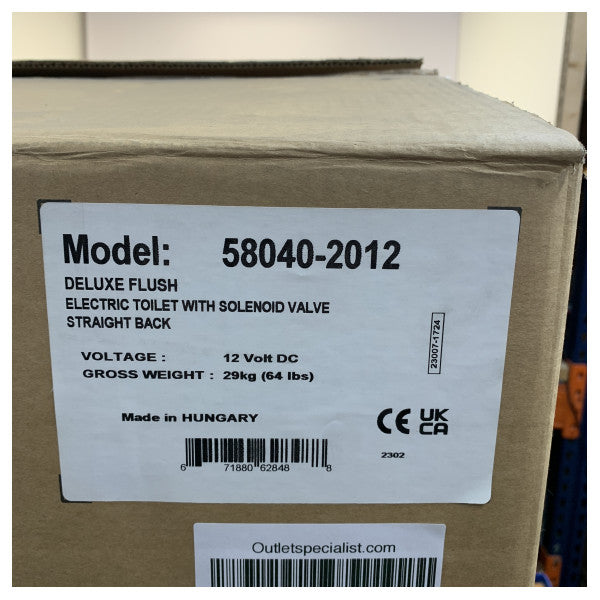 Model: 58040-2012
DELUXE FLUSH
ELECTRIC TOILET WITH SOLENOID VALVE
STRAIGHT BACK
VOLTAGE : 12 Volt DC
GROSS WEIGHT : 29kg (64 lbs)
23007-1724
Made in HUNGARY
CE UK CA
6 71880 62848 8
2302
Outletspecialist.com